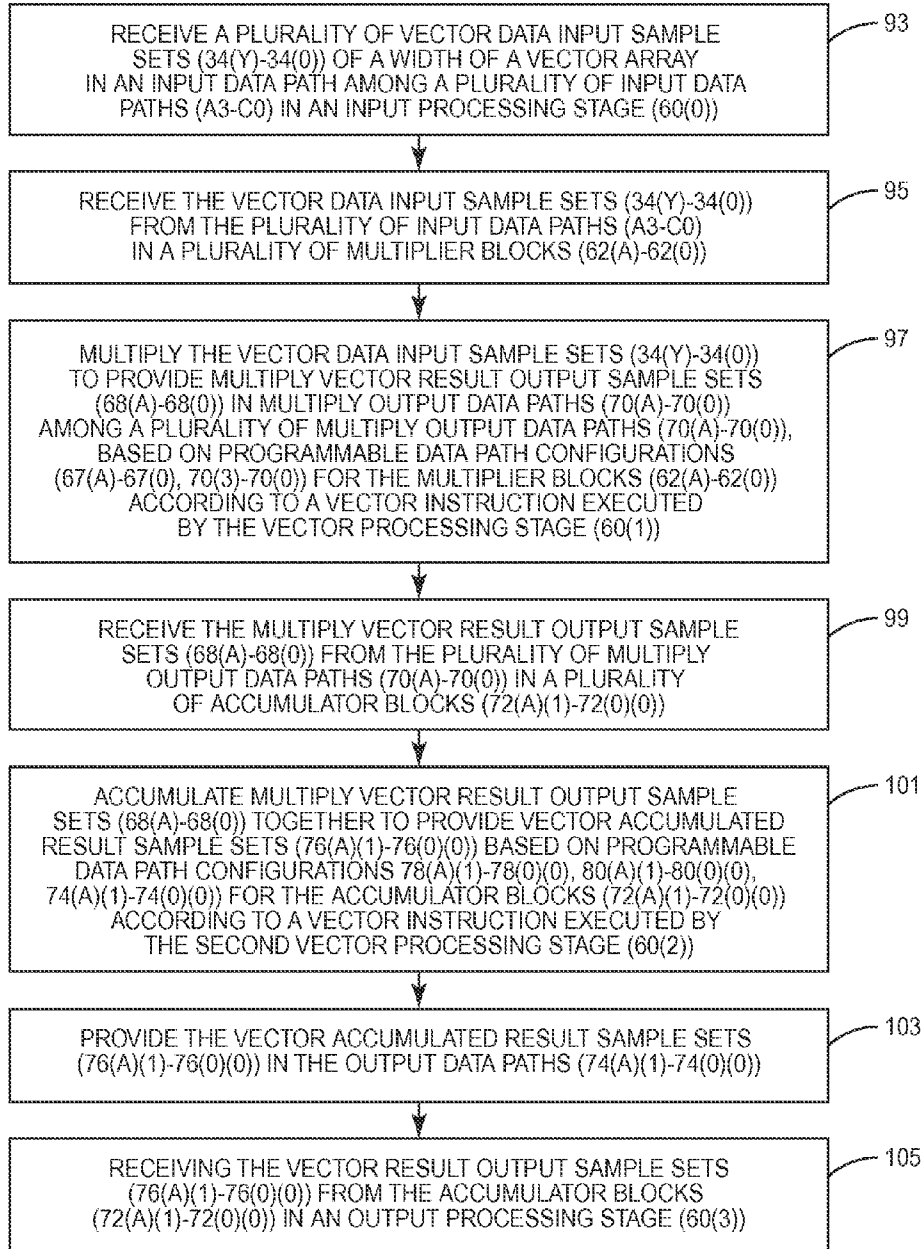 RECEIVE A PLURALITY OF VECTOR DATA INPUT SAMPLE
SETS (34(Y)-34(0)) OF A WIDTH OF A VECTOR ARRAY
IN AN INPUT DATA PATH AMONG A PLURALITY OF INPUT DATA
PATHS (A3-C0) IN AN INPUT PROCESSING STAGE (60(0))
93
RECEIVE THE VECTOR DATA INPUT SAMPLE SETS (34(Y)-34(0))
FROM THE PLURALITY OF INPUT DATA PATHS (A3-C0)
IN A PLURALITY OF MULTIPLIER BLOCKS (62(A)-62(0))
95
MULTIPLY THE VECTOR DATA INPUT SAMPLE SETS (34(Y)-34(0))
TO PROVIDE MULTIPLY VECTOR RESULT OUTPUT SAMPLE SETS
(68(A)-68(0)) IN MULTIPLY OUTPUT DATA PATHS (70(A)-70(0))
AMONG A PLURALITY OF MULTIPLY OUTPUT DATA PATHS (70(A)-70(0)),
BASED ON PROGRAMMABLE DATA PATH CONFIGURATIONS
(67(A)-67(0), 70(3)-70(0)) FOR THE MULTIPLIER BLOCKS (62(A)-62(0))
ACCORDING TO A VECTOR INSTRUCTION EXECUTED
BY THE VECTOR PROCESSING STAGE (60(1))
97
RECEIVE THE MULTIPLY VECTOR RESULT OUTPUT SAMPLE
SETS (68(A)-68(0)) FROM THE PLURALITY OF MULTIPLY
OUTPUT DATA PATHS (70(A)-70(0)) IN A PLURALITY
OF ACCUMULATOR BLOCKS (72(A)(1)-72(0)(0))
99
ACCUMULATE MULTIPLY VECTOR RESULT OUTPUT SAMPLE
SETS (68(A)-68(0)) TOGETHER TO PROVIDE VECTOR ACCUMULATED
RESULT SAMPLE SETS (76(A)(1)-76(0)(0)) BASED ON PROGRAMMABLE
DATA PATH CONFIGURATIONS 78(A)(1)-78(0)(0), 80(A)(1)-80(0)(0),
74(A)(1)-74(0)(0)) FOR THE ACCUMULATOR BLOCKS (72(A)(1)-72(0)(0))
ACCORDING TO A VECTOR INSTRUCTION EXECUTED BY
THE SECOND VECTOR PROCESSING STAGE (60(2))
101
PROVIDE THE VECTOR ACCUMULATED RESULT SAMPLE SETS
(76(A)(1)-76(0)(0)) IN THE OUTPUT DATA PATHS (74(A)(1)-74(0)(0))
103
RECEIVING THE VECTOR RESULT OUTPUT SAMPLE SETS
(76(A)(1)-76(0)(0)) FROM THE ACCUMULATOR BLOCKS
(72(A)(1)-72(0)(0)) IN AN OUTPUT PROCESSING STAGE (60(3))
105